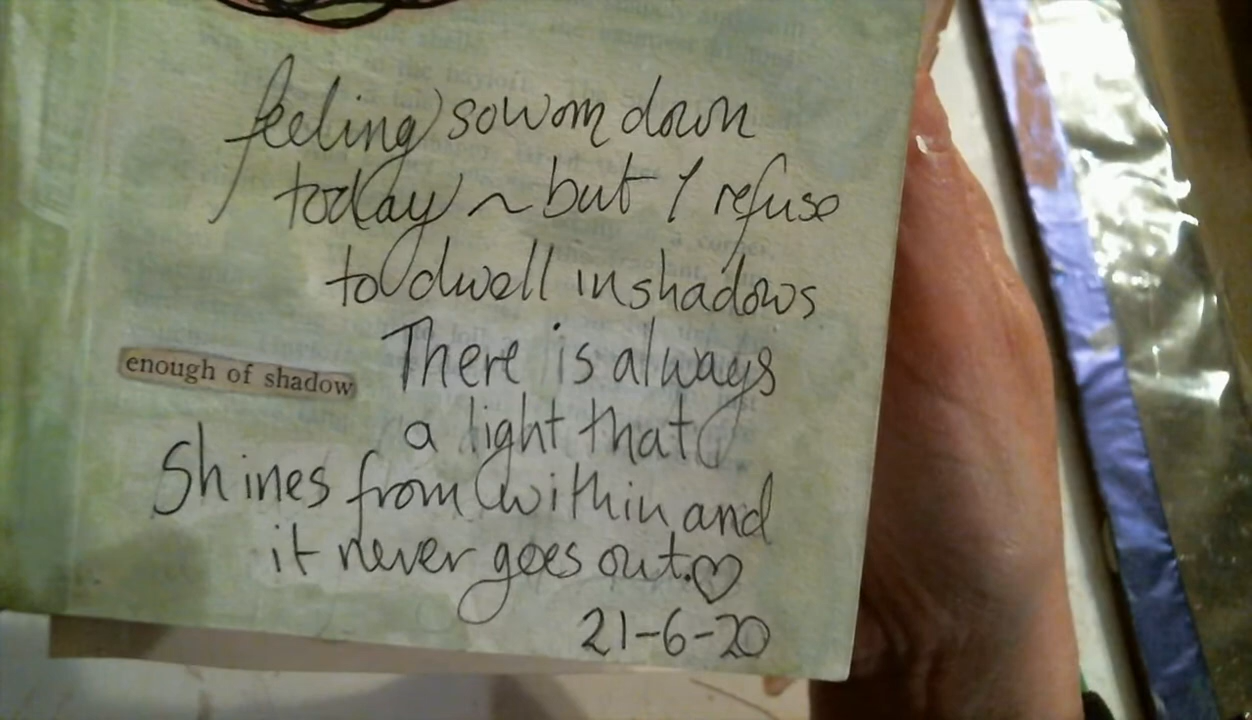 feeling so worn down
today ~ but I refuse
to dwell in shadows
There is always
enough of shadow
a light that
Shines from within and
it never goes out.♡
21-6-20